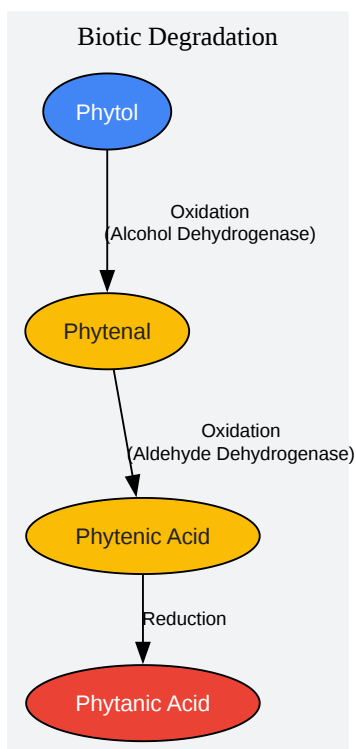 Biotic Degradation
Phytol
Oxidation
(Alcohol Dehydrogenase)
Phytenal
Oxidation
(Aldehyde Dehydrogenase)
Phytenic Acid
Reduction
Phytanic Acid